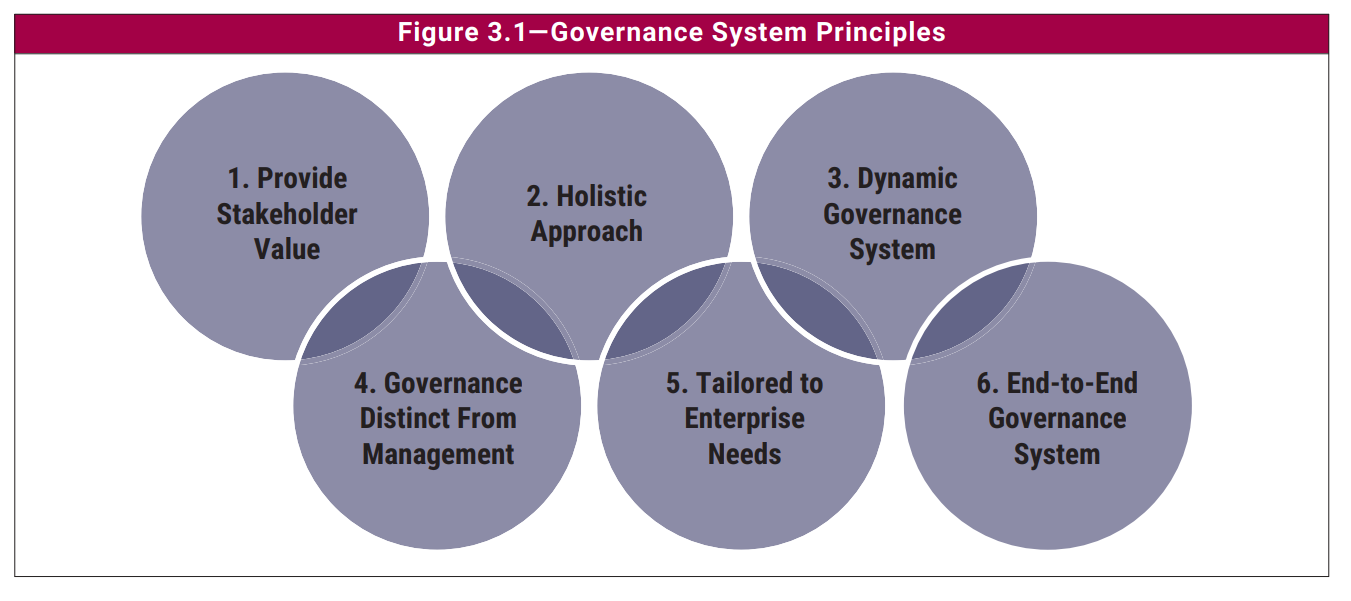 Figure 3.1—Governance System Principles
1. Provide
Stakeholder
Value
2. Holistic
Approach
3. Dynamic
Governance
System
4. Governance
Distinct From
Management
5. Tailored to
Enterprise
Needs
6. End-to-End
Governance
System